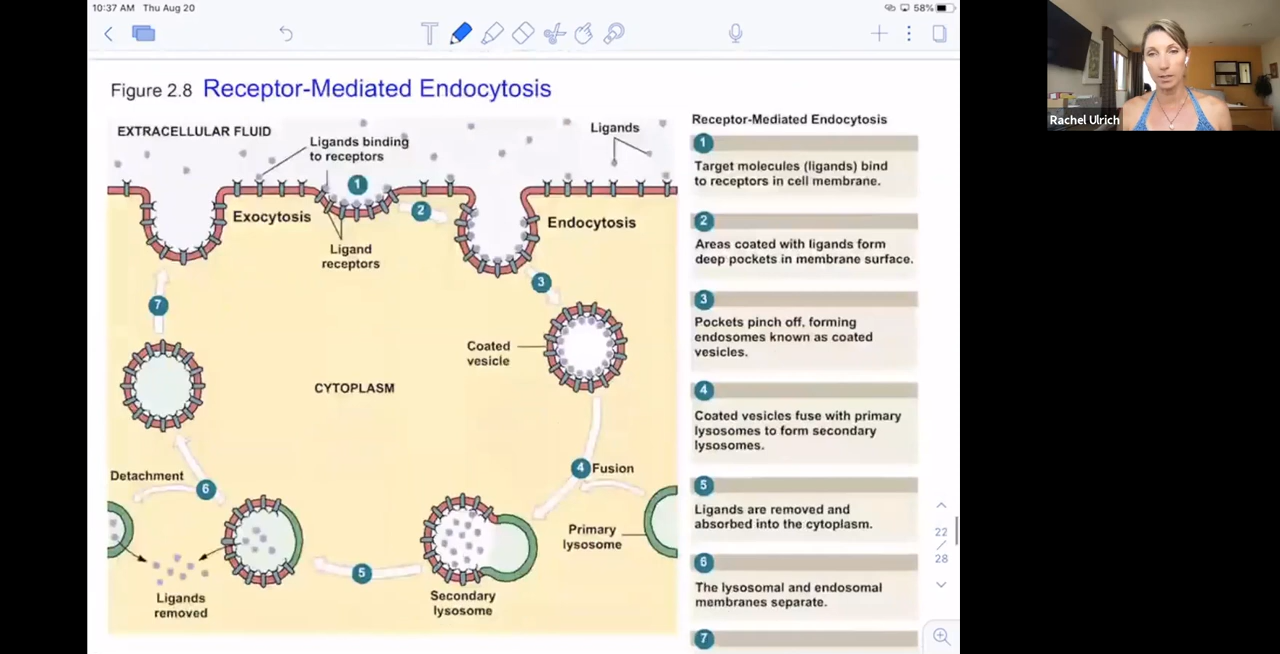 10:37 AM Thu Aug 20
58%
Figure 2.8 Receptor-Mediated Endocytosis
EXTRACELLULAR FLUID
Ligands binding
to receptors
Ligands
1
2
Exocytosis
Endocytosis
Ligand
receptors
3
7
Coated
vesicle
CYTOPLASM
4 Fusion
Detachment
6
Primary
lysosome
5
Ligands
removed
Secondary
lysosome
Receptor-Mediated Endocytosis
1
Target molecules (ligands) bind
to receptors in cell membrane.
2
Areas coated with ligands form
deep pockets in membrane surface.
3
Pockets pinch off, forming
endosomes known as coated
vesicles.
4
Coated vesicles fuse with primary
lysosomes to form secondary
lysosomes.
5
Ligands are removed and
absorbed into the cytoplasm.
6
The lysosomal and endosomal
membranes separate.
7
22
/
28
Rachel Ulrich